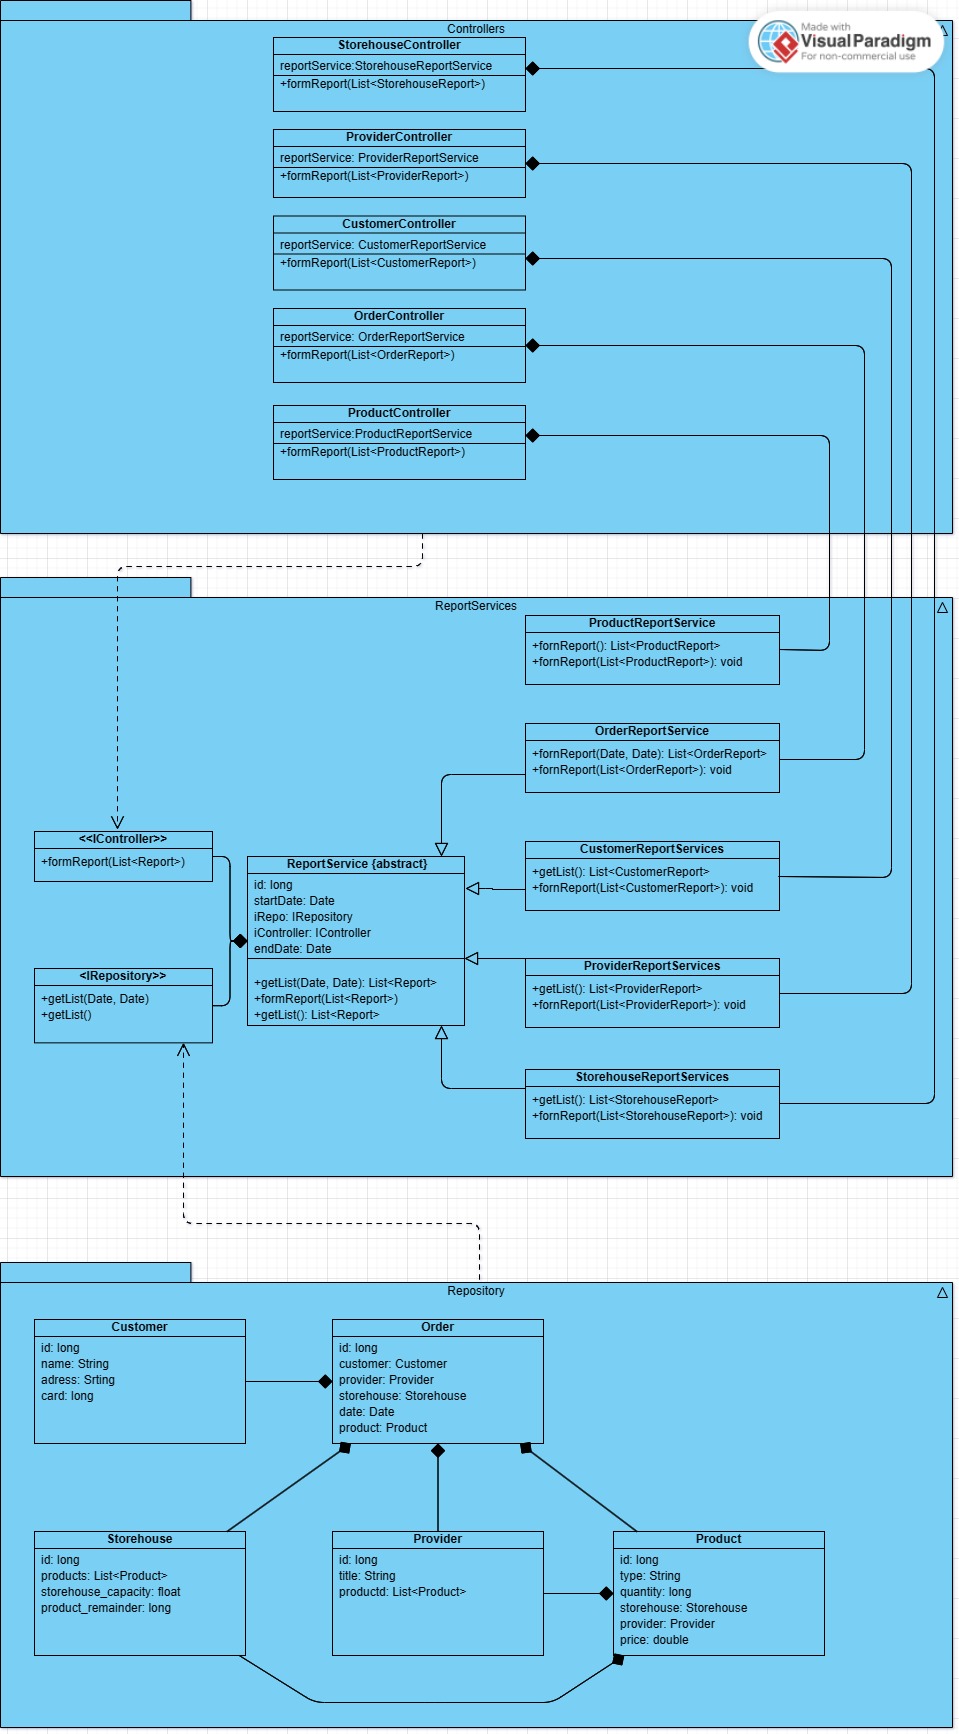 Made with
Visual Paradigm
For non-commercial use
Controllers
StorehouseController
reportService:StorehouseReportService
+formReport(List<StorehouseReport>)
ProviderController
reportService: ProviderReportService
+formReport(List<ProviderReport>)
CustomerController
reportService: CustomerReportService
+formReport(List<CustomerReport>)
OrderController
reportService: OrderReportService
+formReport(List<OrderReport>)
ProductController
reportService:ProductReportService
+formReport(List<ProductReport>)
ReportServices
ProductReportService
+fornReport(): List<ProductReport>
+fornReport(List<ProductReport>): void
OrderReportService
+fornReport(Date, Date): List<OrderReport>
+fornReport(List<OrderReport>): void
<<IController>>
+formReport(List<Report>)
ReportService {abstract}
id: long
startDate: Date
iRepo: IRepository
iController: IController
endDate: Date
+getList(Date, Date): List<Report>
+formReport(List<Report>)
+getList(): List<Report>
CustomerReportServices
+getList(): List<CustomerReport>
+fornReport(List<CustomerReport>): void
<IRepository>>
+getList(Date, Date)
+getList()
ProviderReportServices
+getList(): List<ProviderReport>
+fornReport(List<ProviderReport>): void
StorehouseReportServices
+getList(): List<StorehouseReport>
+fornReport(List<StorehouseReport>): void
Repository
Customer
id: long
name: String
adress: Srting
card: long
Order
id: long
customer: Customer
provider: Provider
storehouse: Storehouse
date: Date
product: Product
Storehouse
id: long
products: List<Product>
storehouse_capacity: float
product_remainder: long
Provider
id: long
title: String
productd: List<Product>
Product
id: long
type: String
quantity: long
storehouse: Storehouse
provider: Provider
price: double